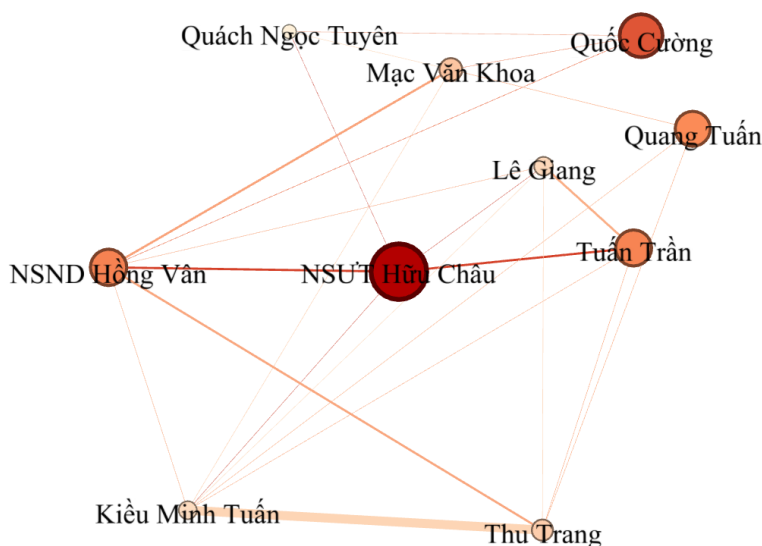 Quách Ngọc Tuyên
Quốc Cường
Mạc Văn Khoa
Quang Tuấn
Lê Giang
Tuấn Trần
NSND Hồng Vân
NSƯT Hữu Châu
Kiều Minh Tuấn
Thu Trang